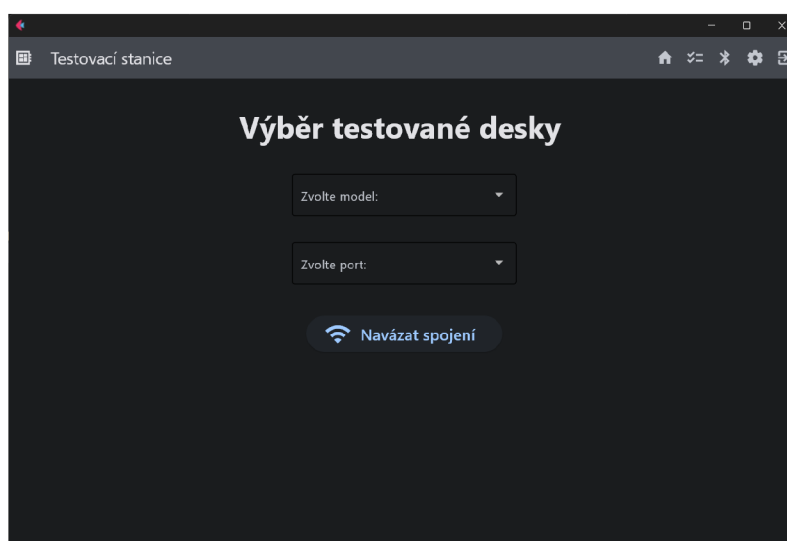 Testovací stanice
Výběr testované desky
Zvolte model:
Zvolte port:
Navázat spojení